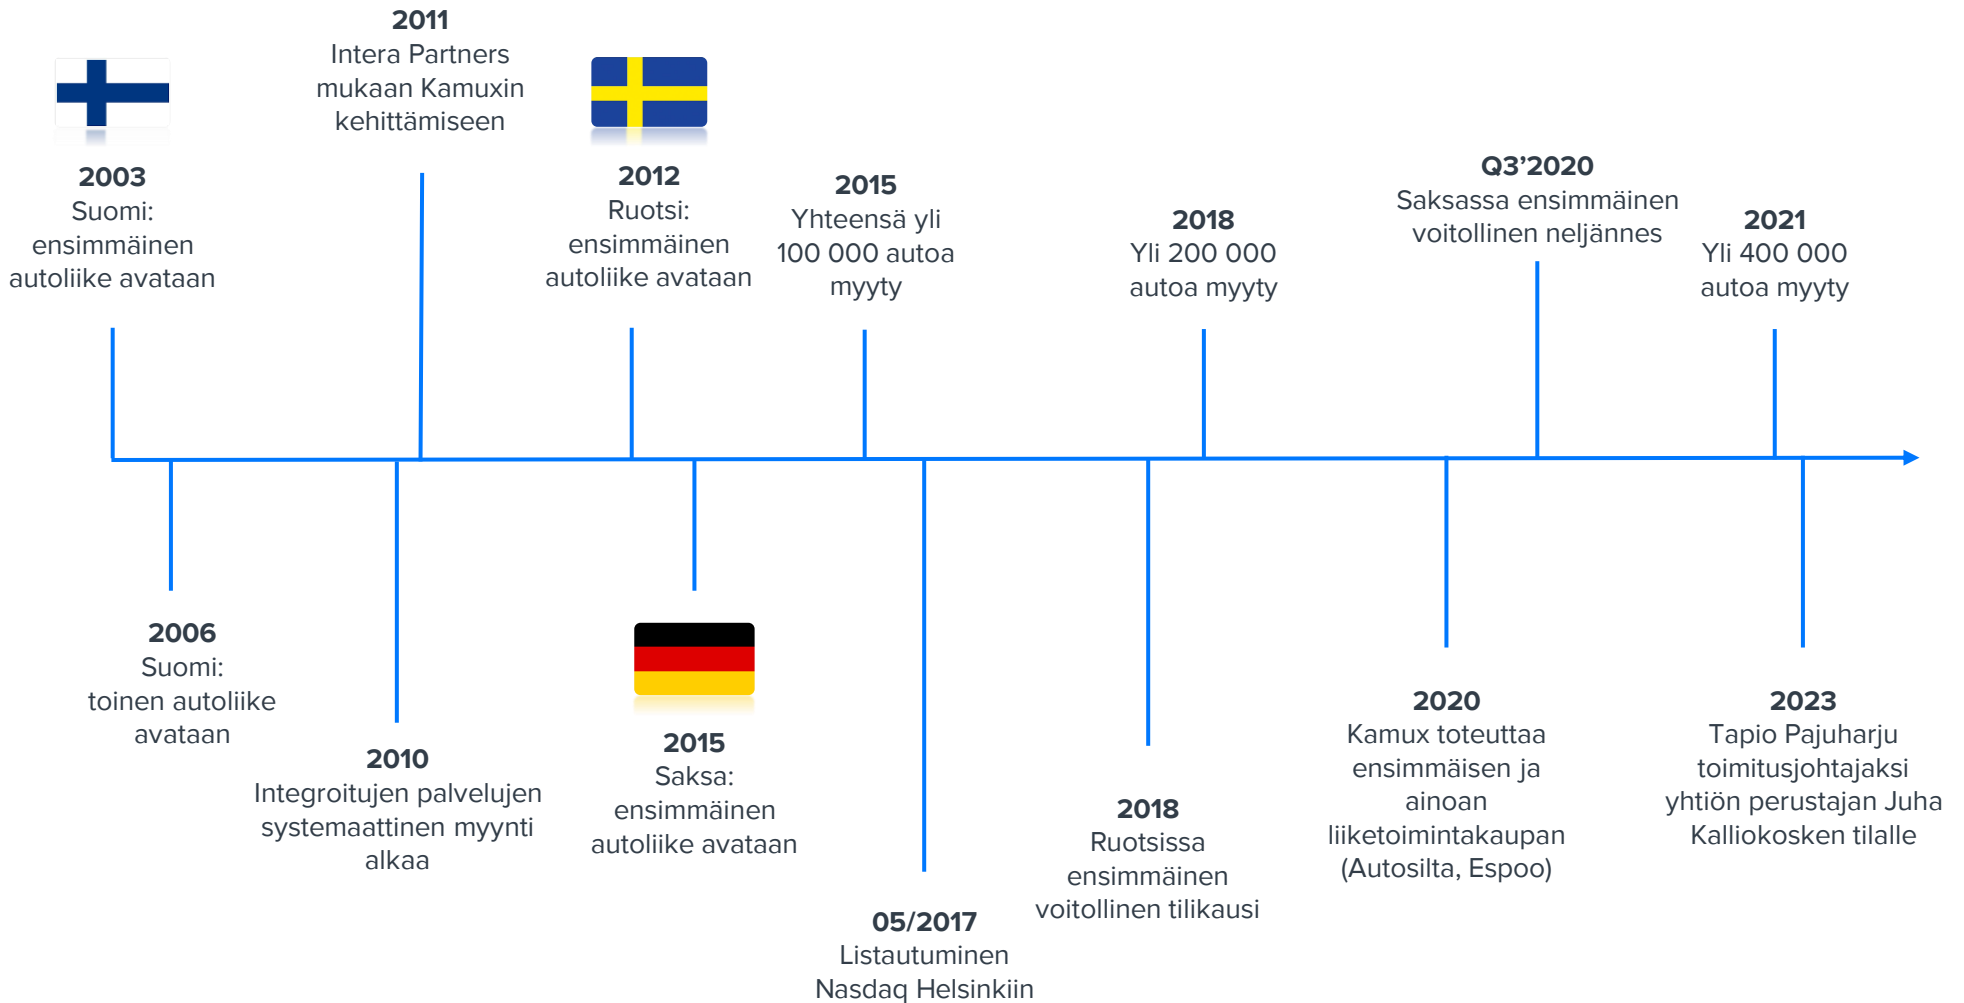 2011
Intera Partners
mukaan Kamuxin
kehittämiseen
2003
Suomi:
ensimmäinen
autoliike avataan
2012
Ruotsi:
ensimmäinen
autoliike avataan
2015
Yhteensä yli
100 000 autoa
myyty
2018
Yli 200 000
autoa myyty
Q3’2020
Saksassa ensimmäinen
voitollinen neljännes
2021
Yli 400 000
autoa myyty
2006
Suomi:
toinen autoliike
avataan
2010
Integroitujen palvelujen
systemaattinen myynti
alkaa
2015
Saksa:
ensimmäinen
autoliike avataan
05/2017
Listautuminen
Nasdaq Helsinkiin
2018
Ruotsissa
ensimmäinen
voitollinen tilikausi
2020
Kamux toteuttaa
ensimmäisen ja
ainoan
liiketoimintakaupan
(Autosilta, Espoo)
2023
Tapio Pajuharju
toimitusjohtajaksi
yhtiön perustajan Juha
Kalliokosken tilalle